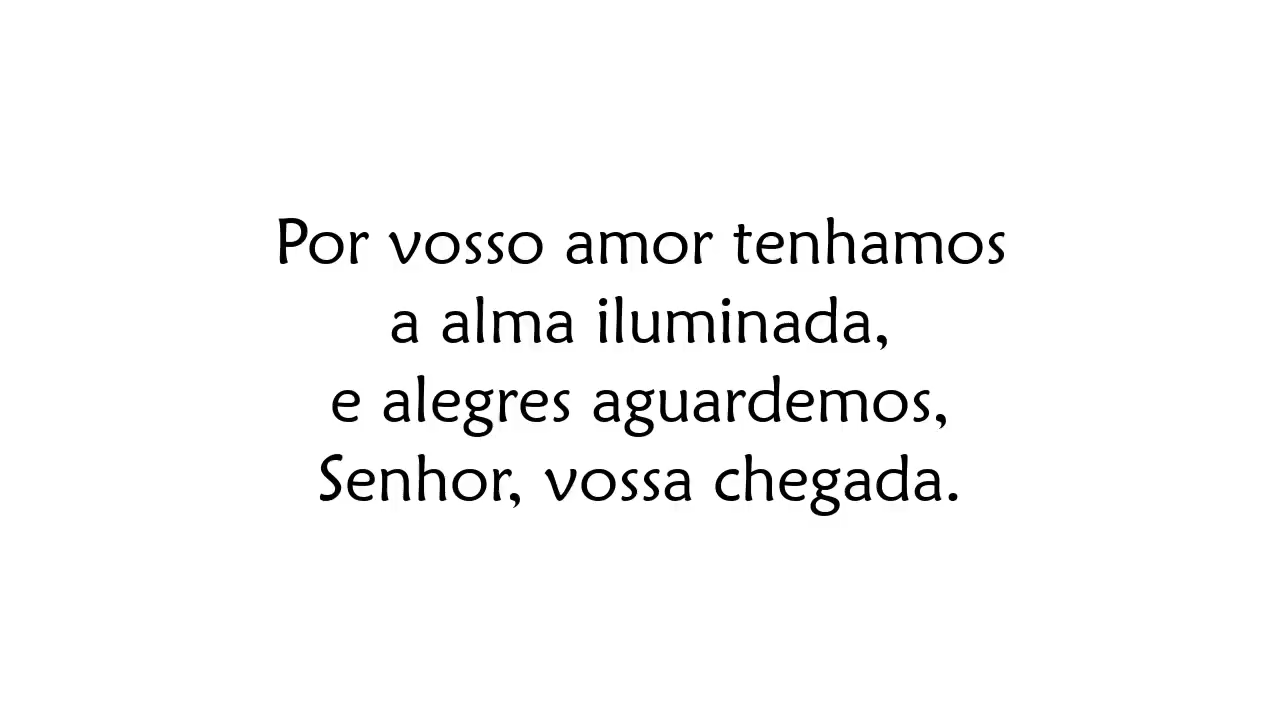 Por vosso amor tenhamos
a alma iluminada,
e alegres aguardemos,
Senhor, vossa chegada.